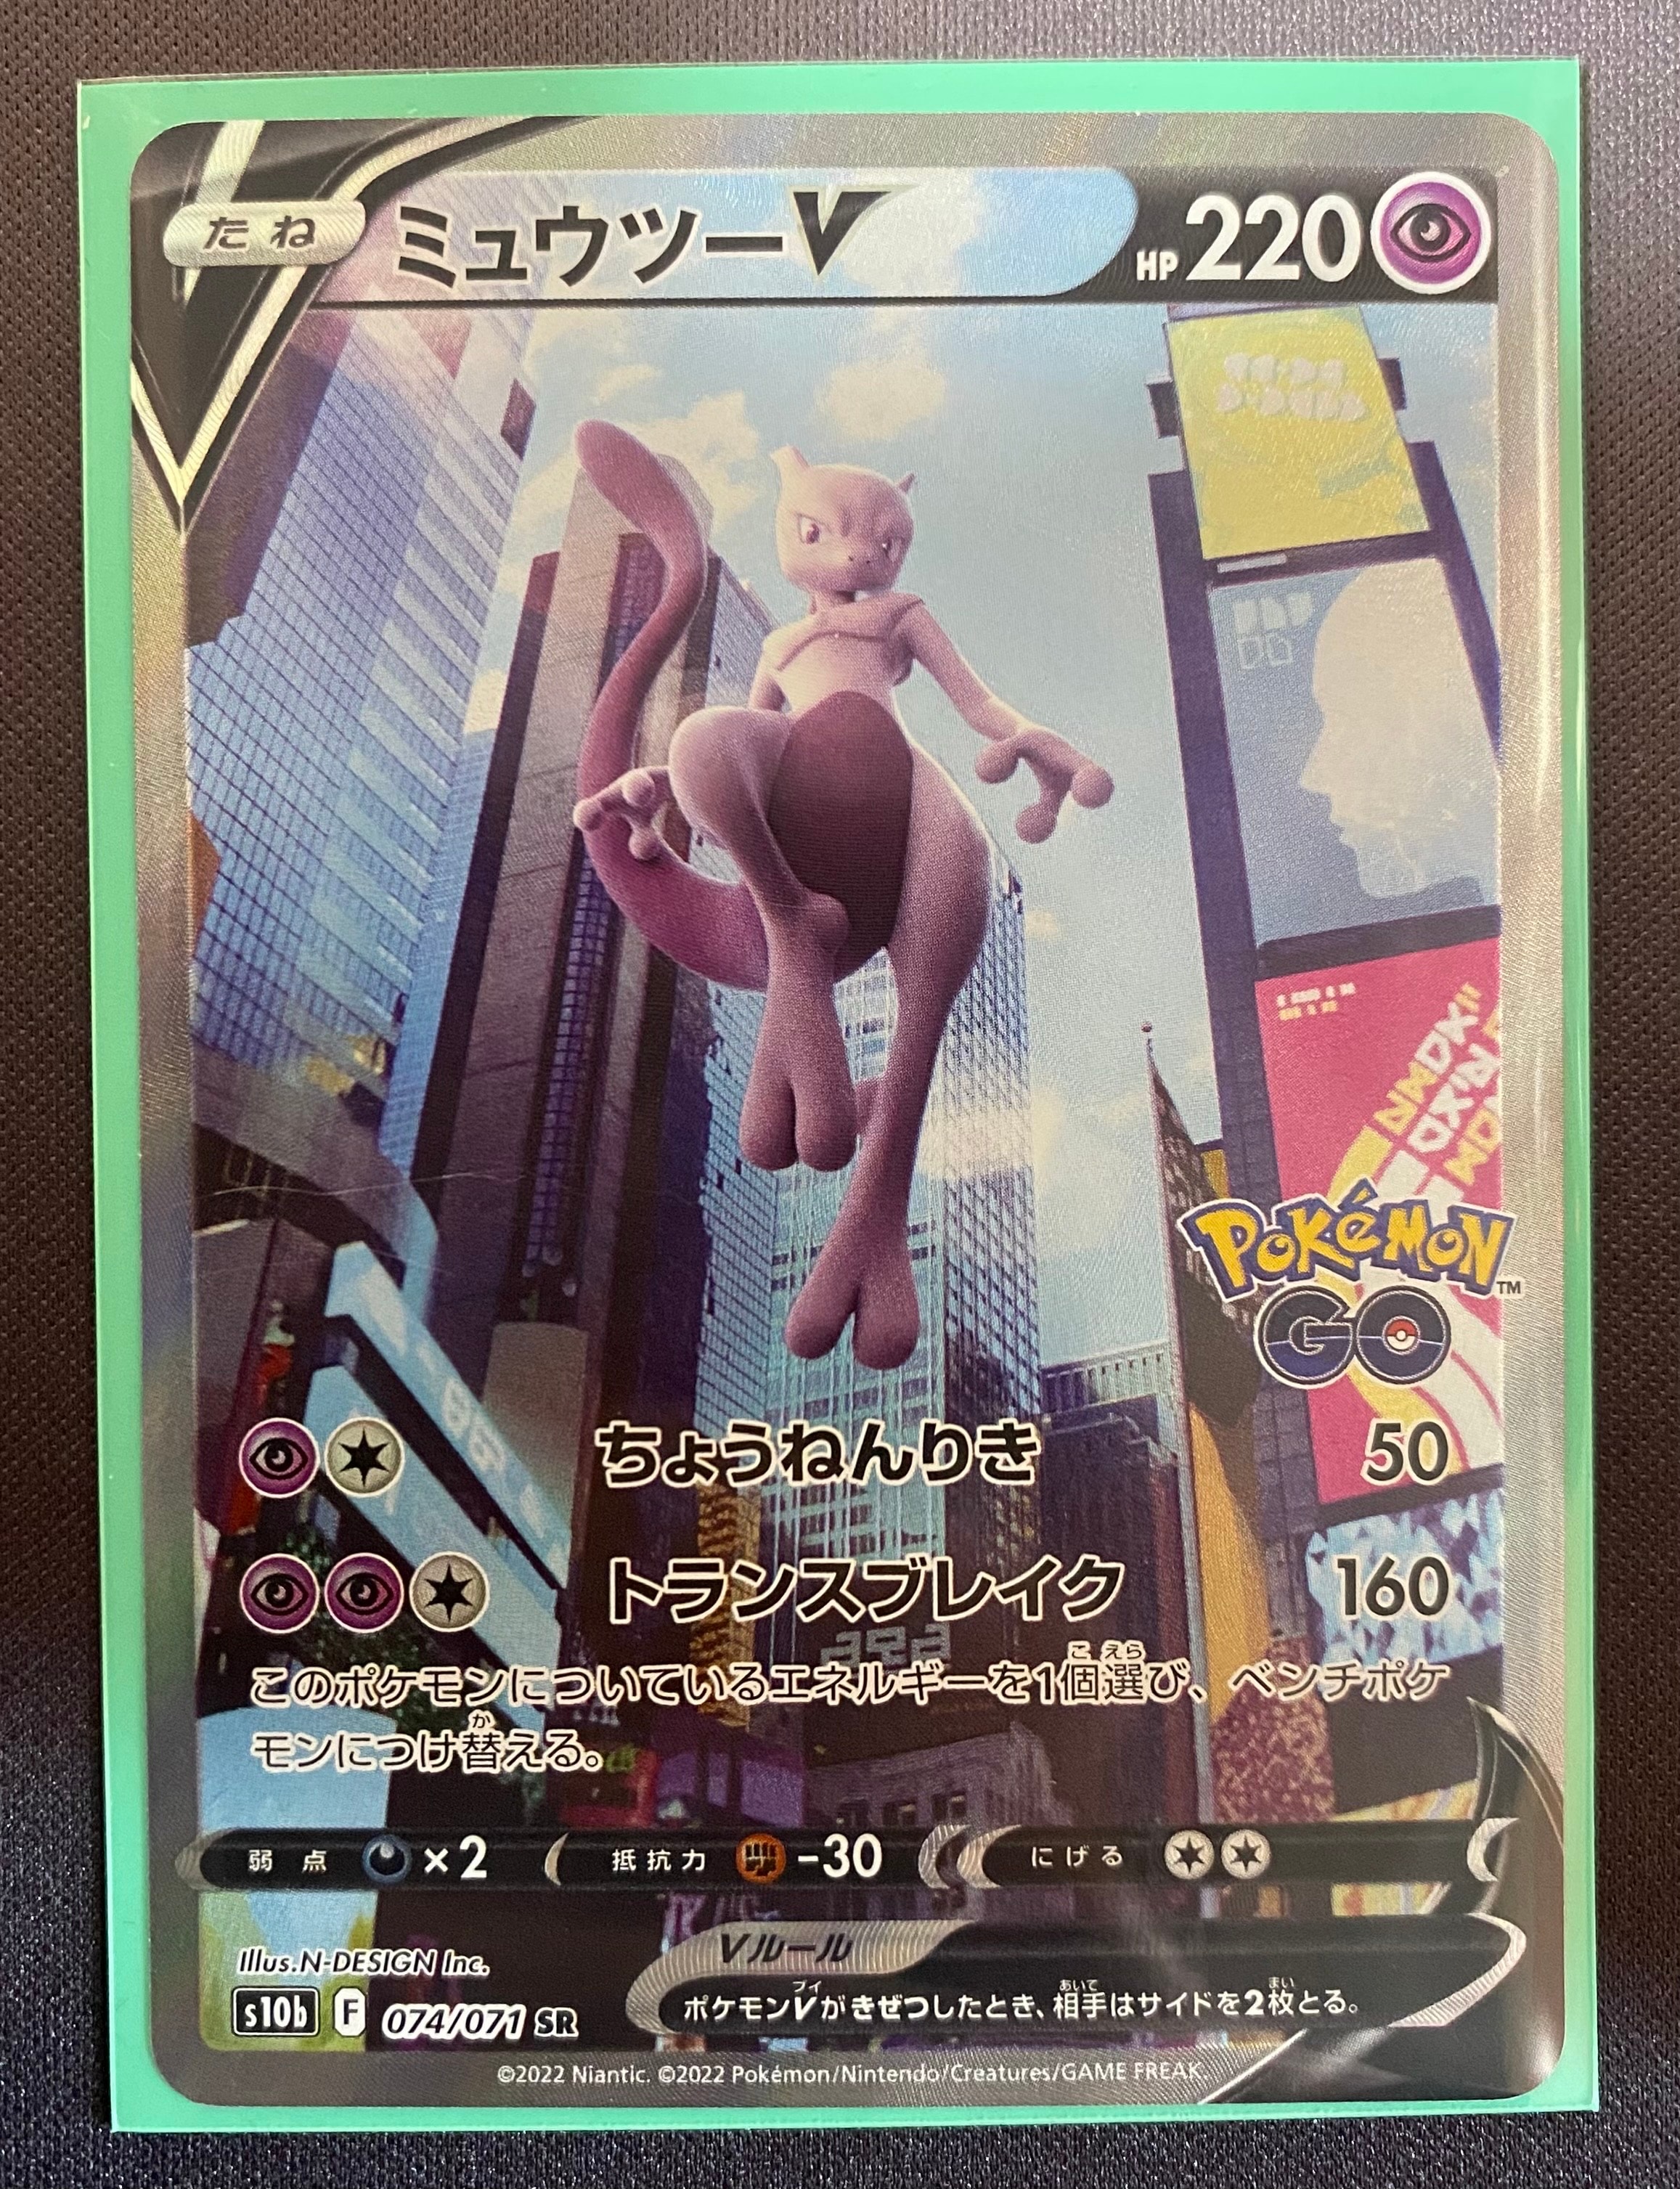 たね ミュウツーV HP 220
Pokémon
GO
TM
ちょうねんりき 50
トランスブレイク 160
このポケモンについているエネルギーを1個選び、ベンチポケ
モンにつけ替える。
弱点 ×2 抵抗力 -30 にげる
Illus.N-DESIGN Inc.
Vルール
s10b F 074/071 SR
ポケモンVがきぜつしたとき、相手はサイドを2枚とる。
©2022 Niantic. ©2022 Pokémon/Nintendo/Creatures/GAME FREAK.